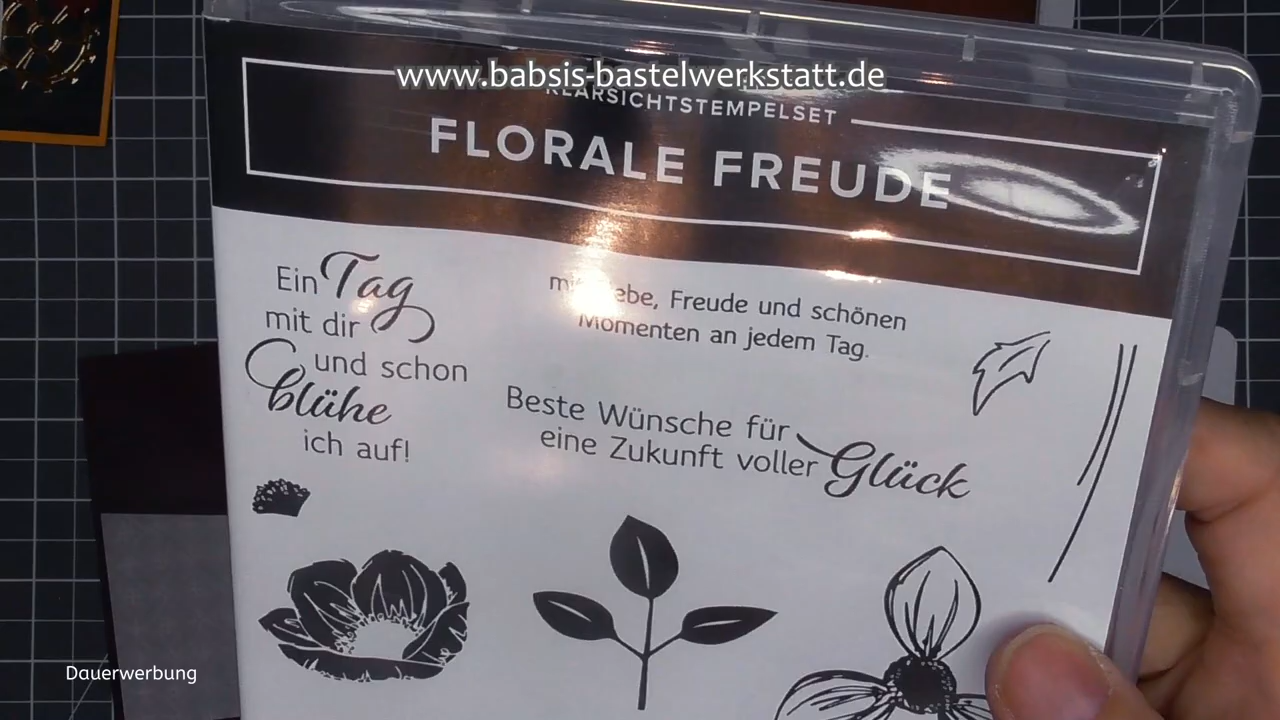 www.babsis-bastelwerkstatt.de
KLARSICHTSTEMPELSET
FLORALE FREUDE
Ein Tag
mit dir
und schon
blühe
ich auf!
Freude und schönen
Momenten an jedem Tag.
Beste Wünsche für
eine Zukunft voller Glück
Dauerwerbung